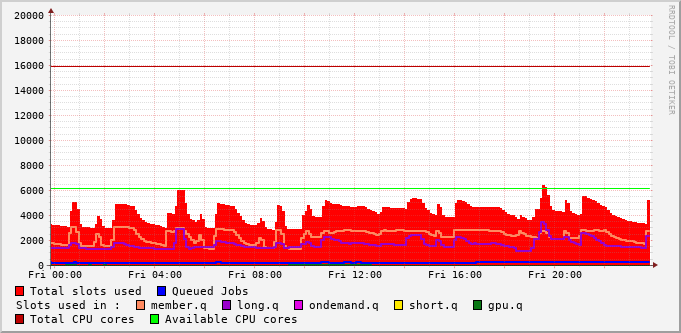 20000
18000
16000
14000
12000
10000
8000
6000
4000
2000
0
Fri 00:00 Fri 04:00 Fri 08:00 Fri 12:00 Fri 16:00 Fri 20:00
Total slots used Queued Jobs
Slots used in : member.q long.q ondemand.q short.q gpu.q
Total CPU cores Available CPU cores
RRDTOOL / TOBI OETIKER